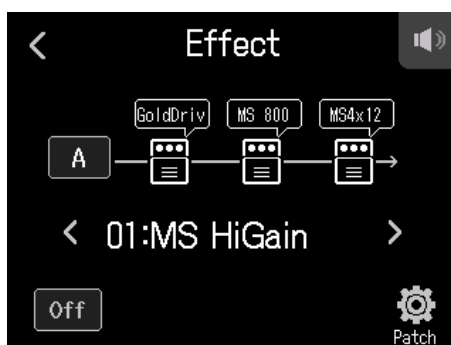 Effect
GoldDriv MS 800 MS4x12
A
01:MS HiGain
Off
Patch